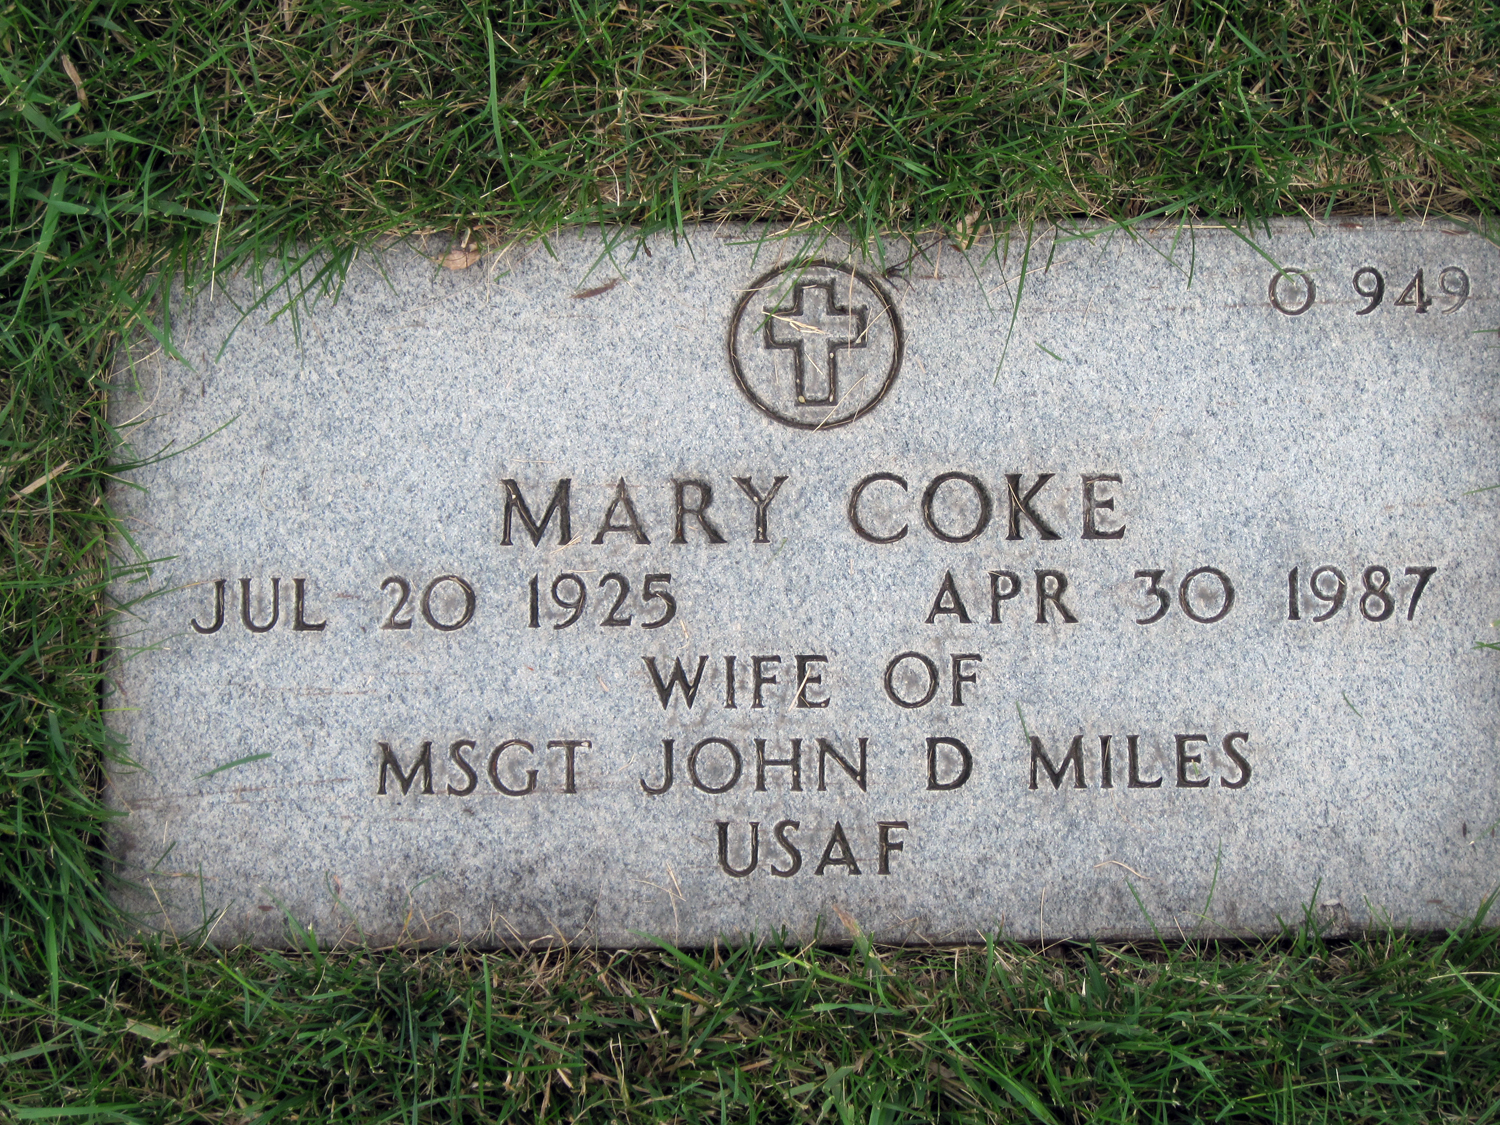 O 949
MARY COKE
JUL 20 1925 APR 30 1987
WIFE OF
MSGT JOHN D MILES
USAF